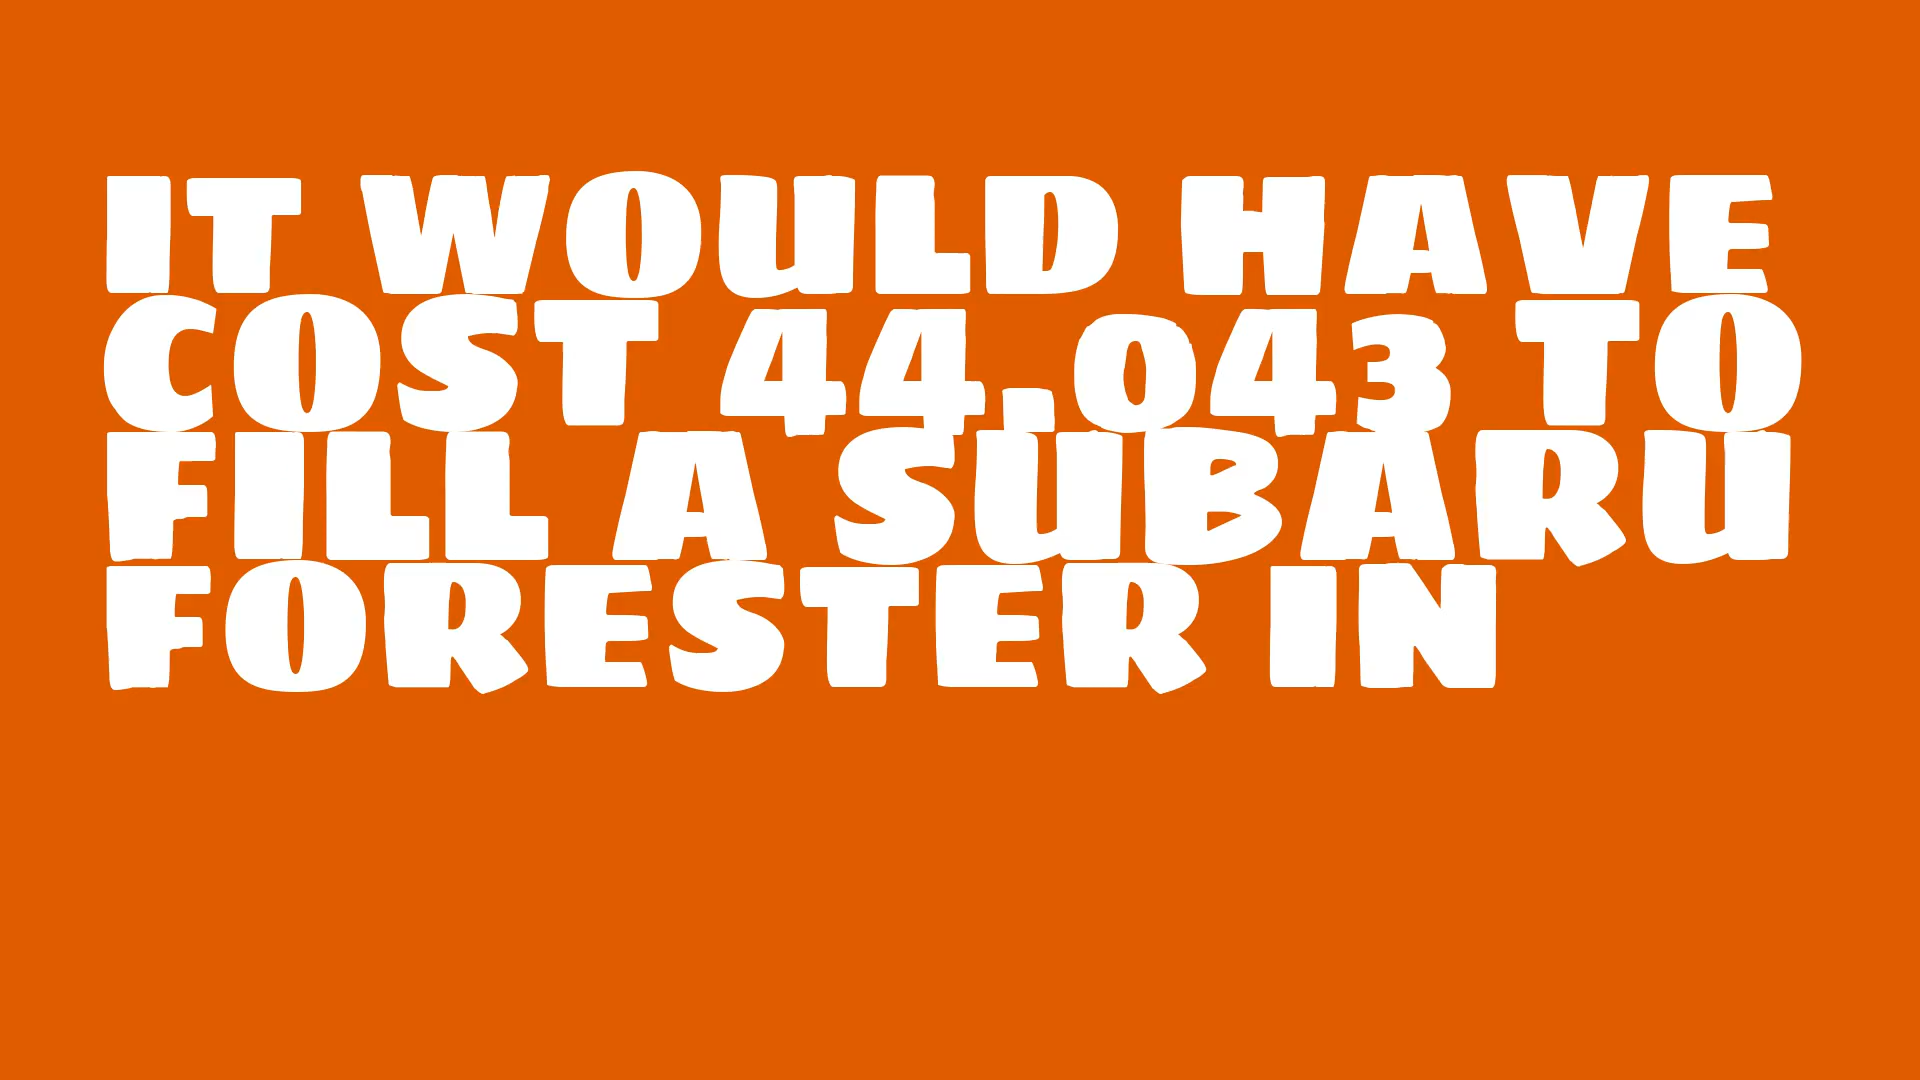 IT WOULD HAVE
COST 44.043 TO
FILL A SUBARU
FORESTER IN